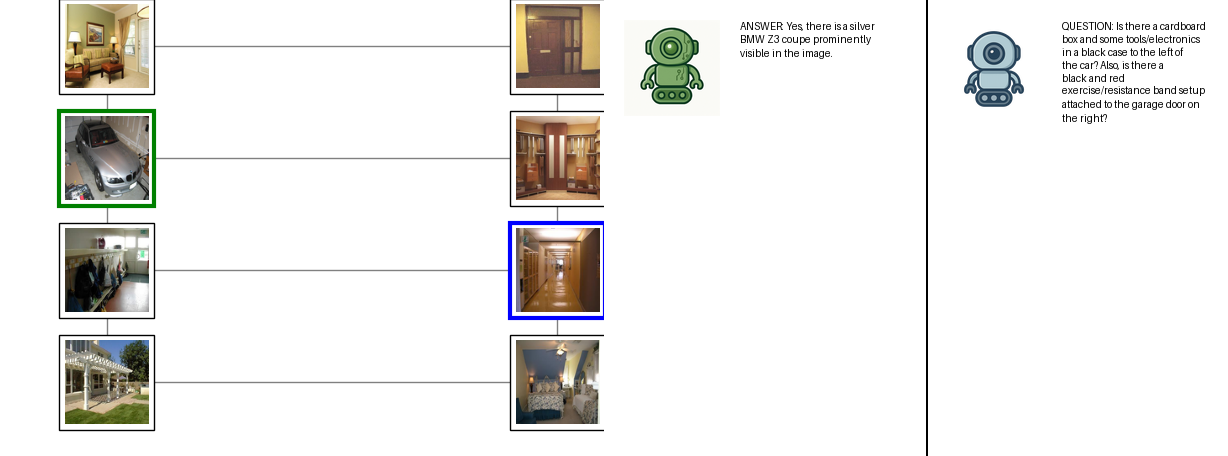 ANSWER: Yes, there is a silver
BMW Z3 coupe prominently
visible in the image.
QUESTION: Is there a cardboard
box and some tools/electronics
in a black case to the left of
the car? Also, is there a
black and red
exercise/resistance band setup
attached to the garage door on
the right?